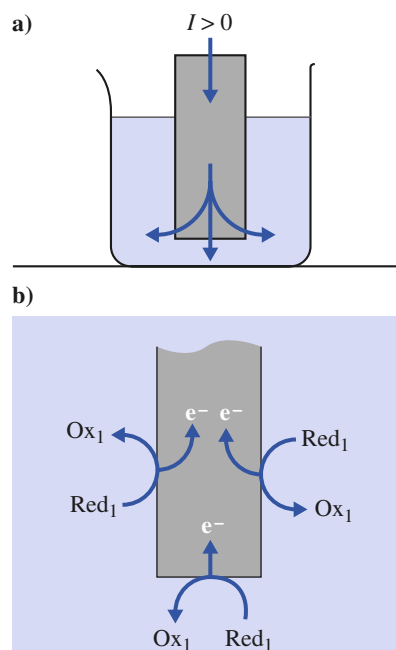 a)
I > 0
b)
e⁻ e⁻
Ox₁
Red₁
Red₁
Ox₁
e⁻
Ox₁ Red₁